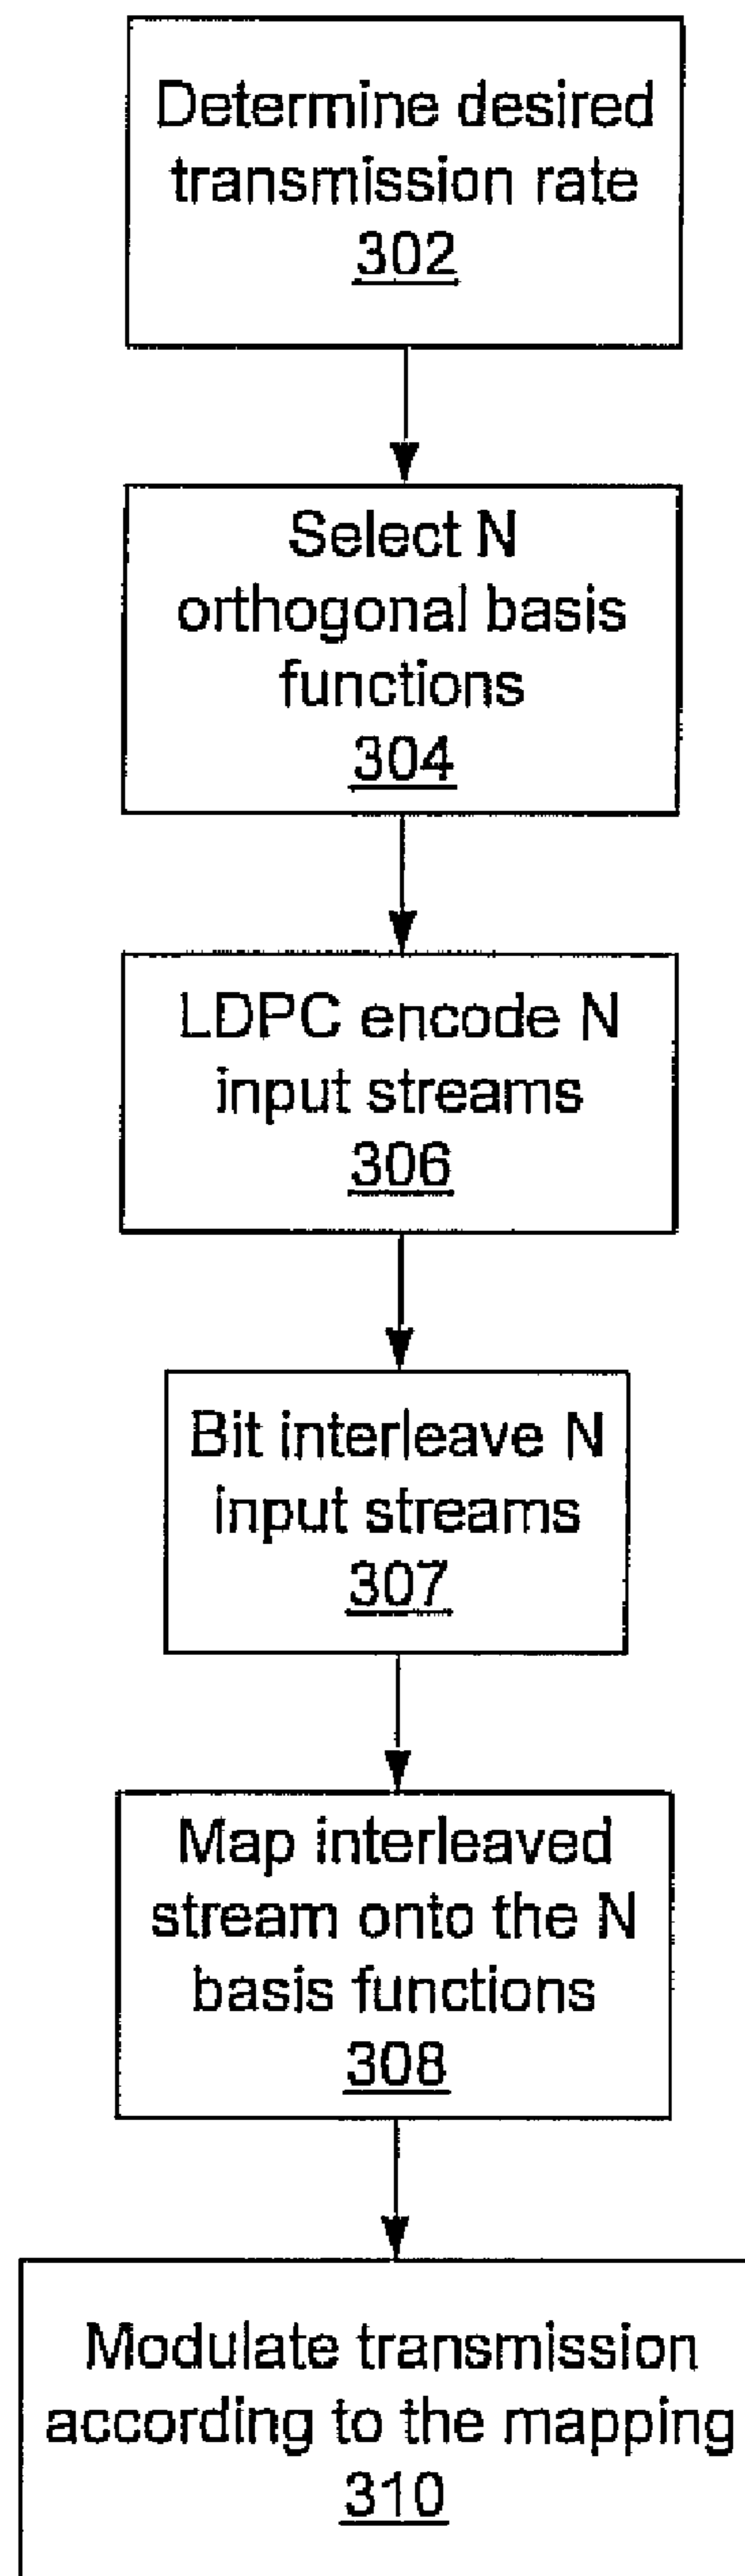 Determine desired
transmission rate
302
Select N
orthogonal basis
functions
304
LDPC encode N
input streams
306
Bit interleave N
input streams
307
Map interleaved
stream onto the N
basis functions
308
Modulate transmission
according to the mapping
310